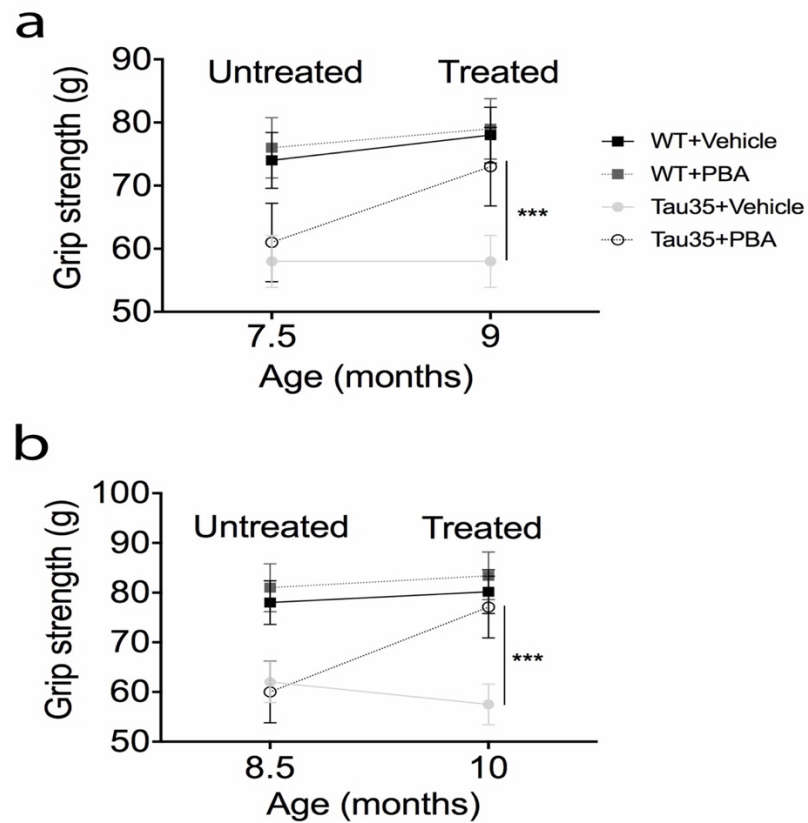 a
90
80
70
60
50
Grip strength (g)
Untreated Treated
***
7.5 9
Age (months)
WT+Vehicle
WT+PBA
Tau35+Vehicle
Tau35+PBA
b
100
90
80
70
60
50
Grip strength (g)
Untreated Treated
***
8.5 10
Age (months)